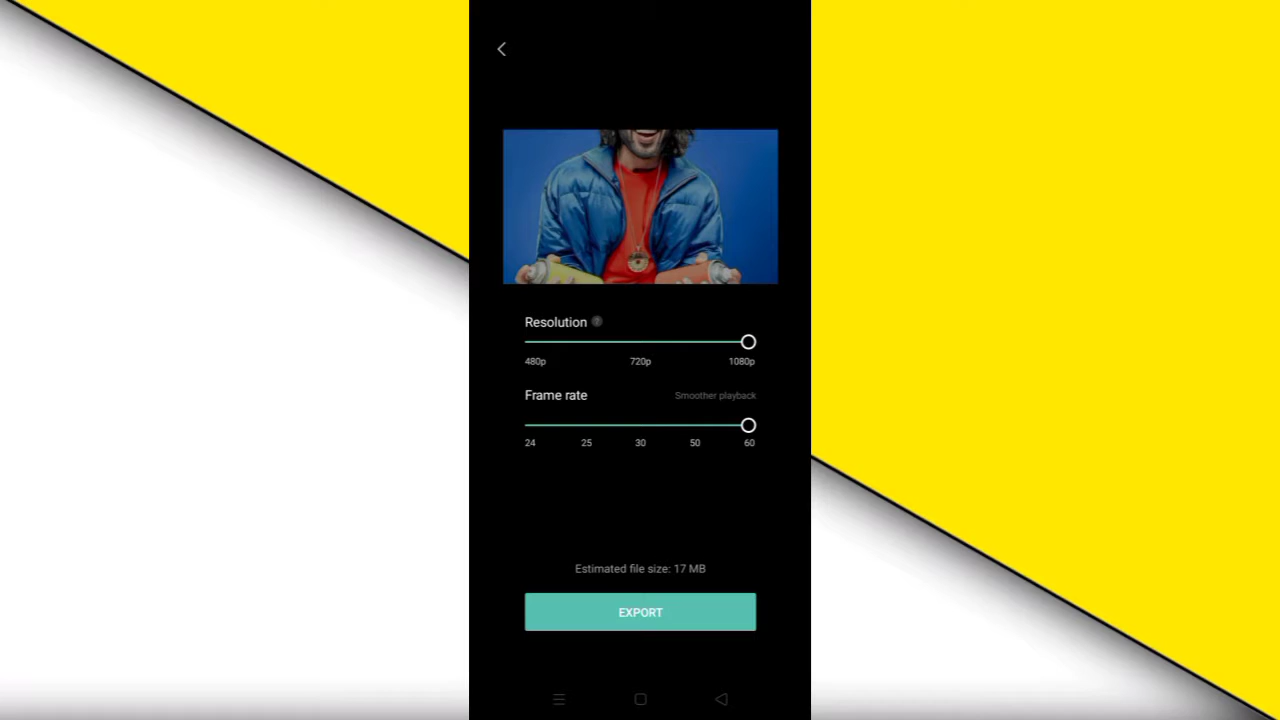 Resolution ?
480p 720p 1080p
Frame rate Smoother playback
24 25 30 50 60
Estimated file size: 17 MB
EXPORT